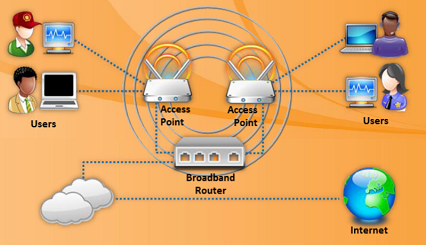 Access
Point
Access
Point
Users
Users
Broadband
Router
Internet